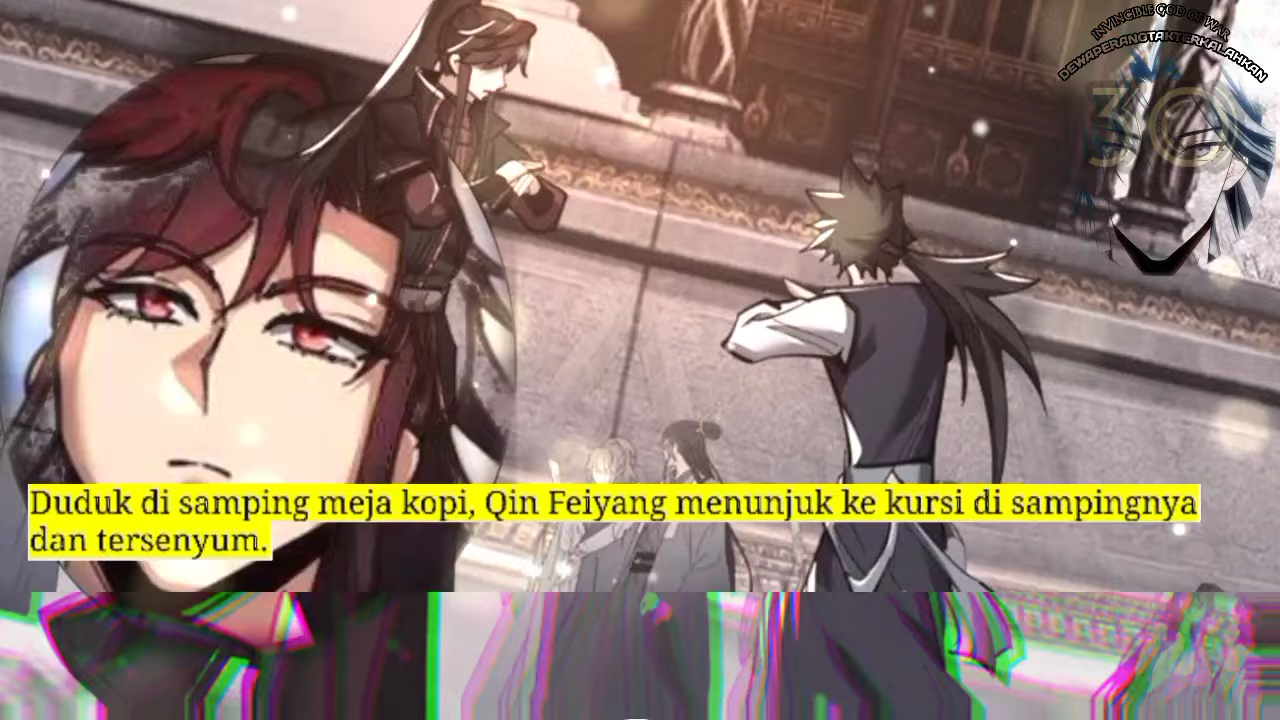 INVINCIBLE GOD OF WAR
DEWAPERANGTAKTERKALAHKAN
3
Duduk di samping meja kopi, Qin Feiyang menunjuk ke kursi di sampingnya
dan tersenyum.